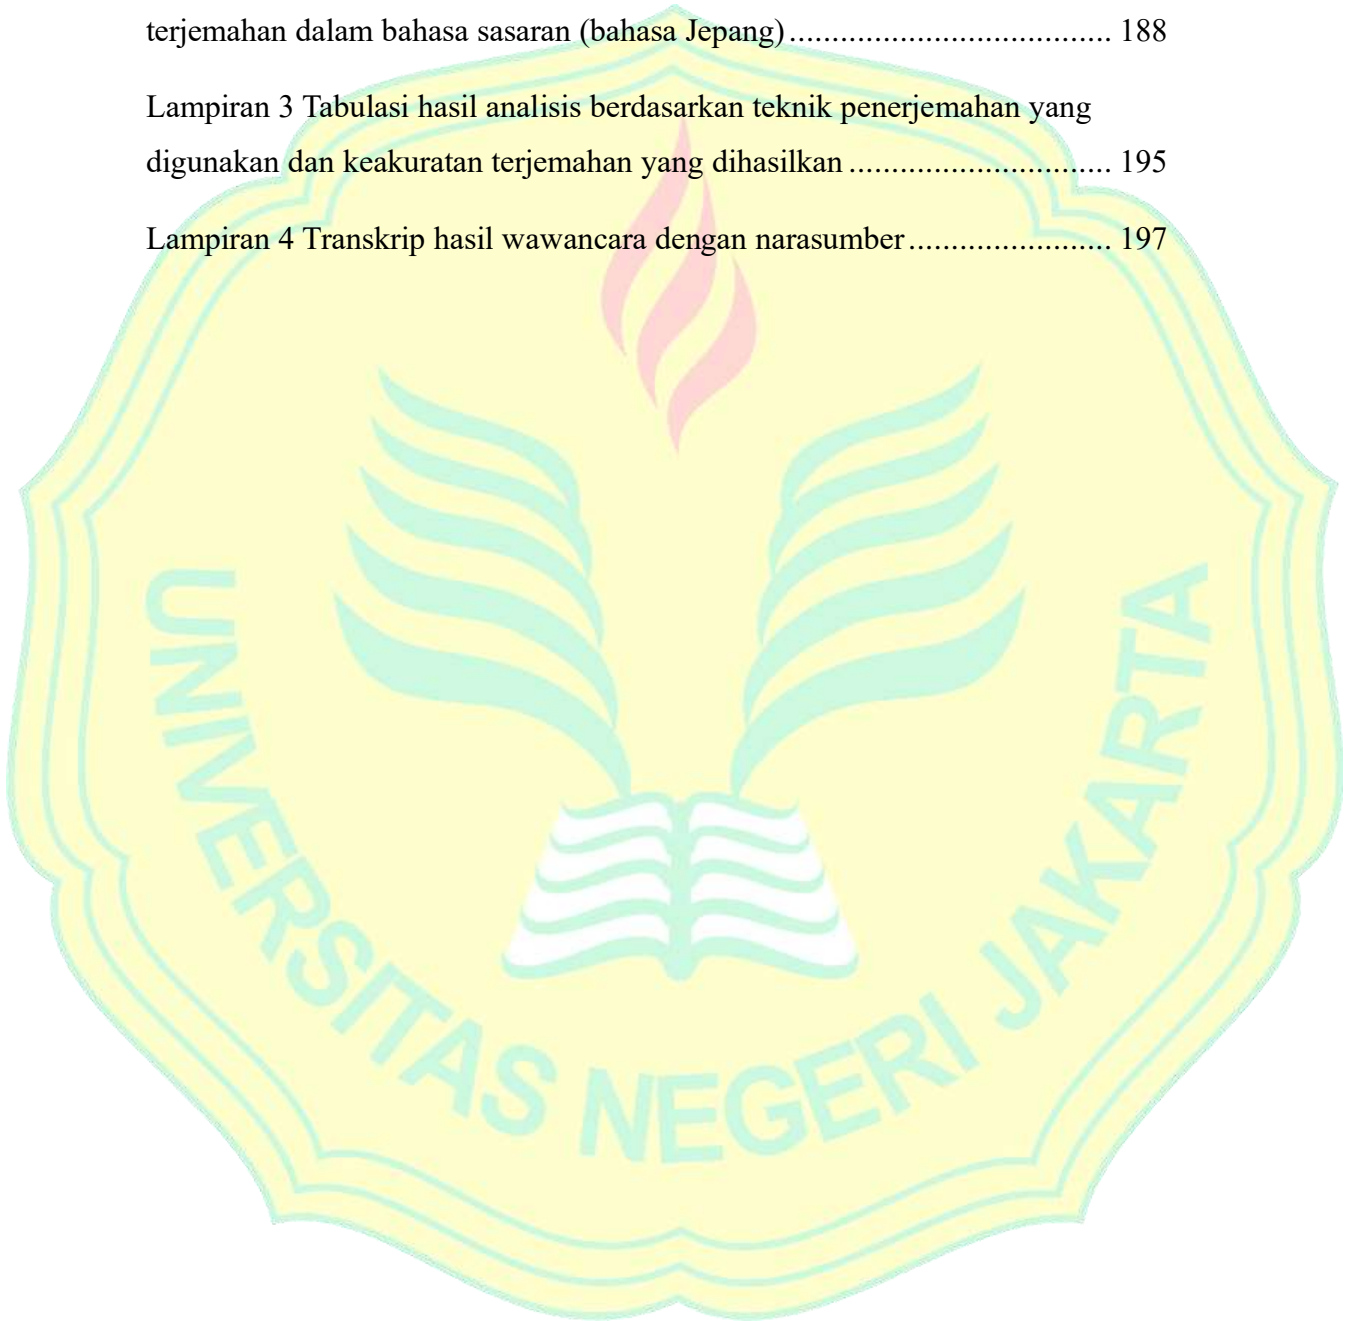 terjemahan dalam bahasa sasaran (bahasa Jepang) ...................................... 188
Lampiran 3 Tabulasi hasil analisis berdasarkan teknik penerjemahan yang
digunakan dan keakuratan terjemahan yang dihasilkan ............................... 195
Lampiran 4 Transkrip hasil wawancara dengan narasumber ........................ 197
UNIVERSITAS NEGERI JAKARTA